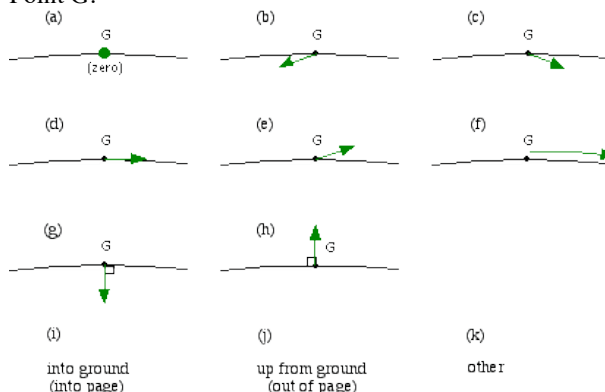 Point G?
(a) (b) (c)
G G G
(zero)
(d) (e) (f)
G G G
(g) (h)
G G
(i) (j) (k)
into ground up from ground other
(into page) (out of page)